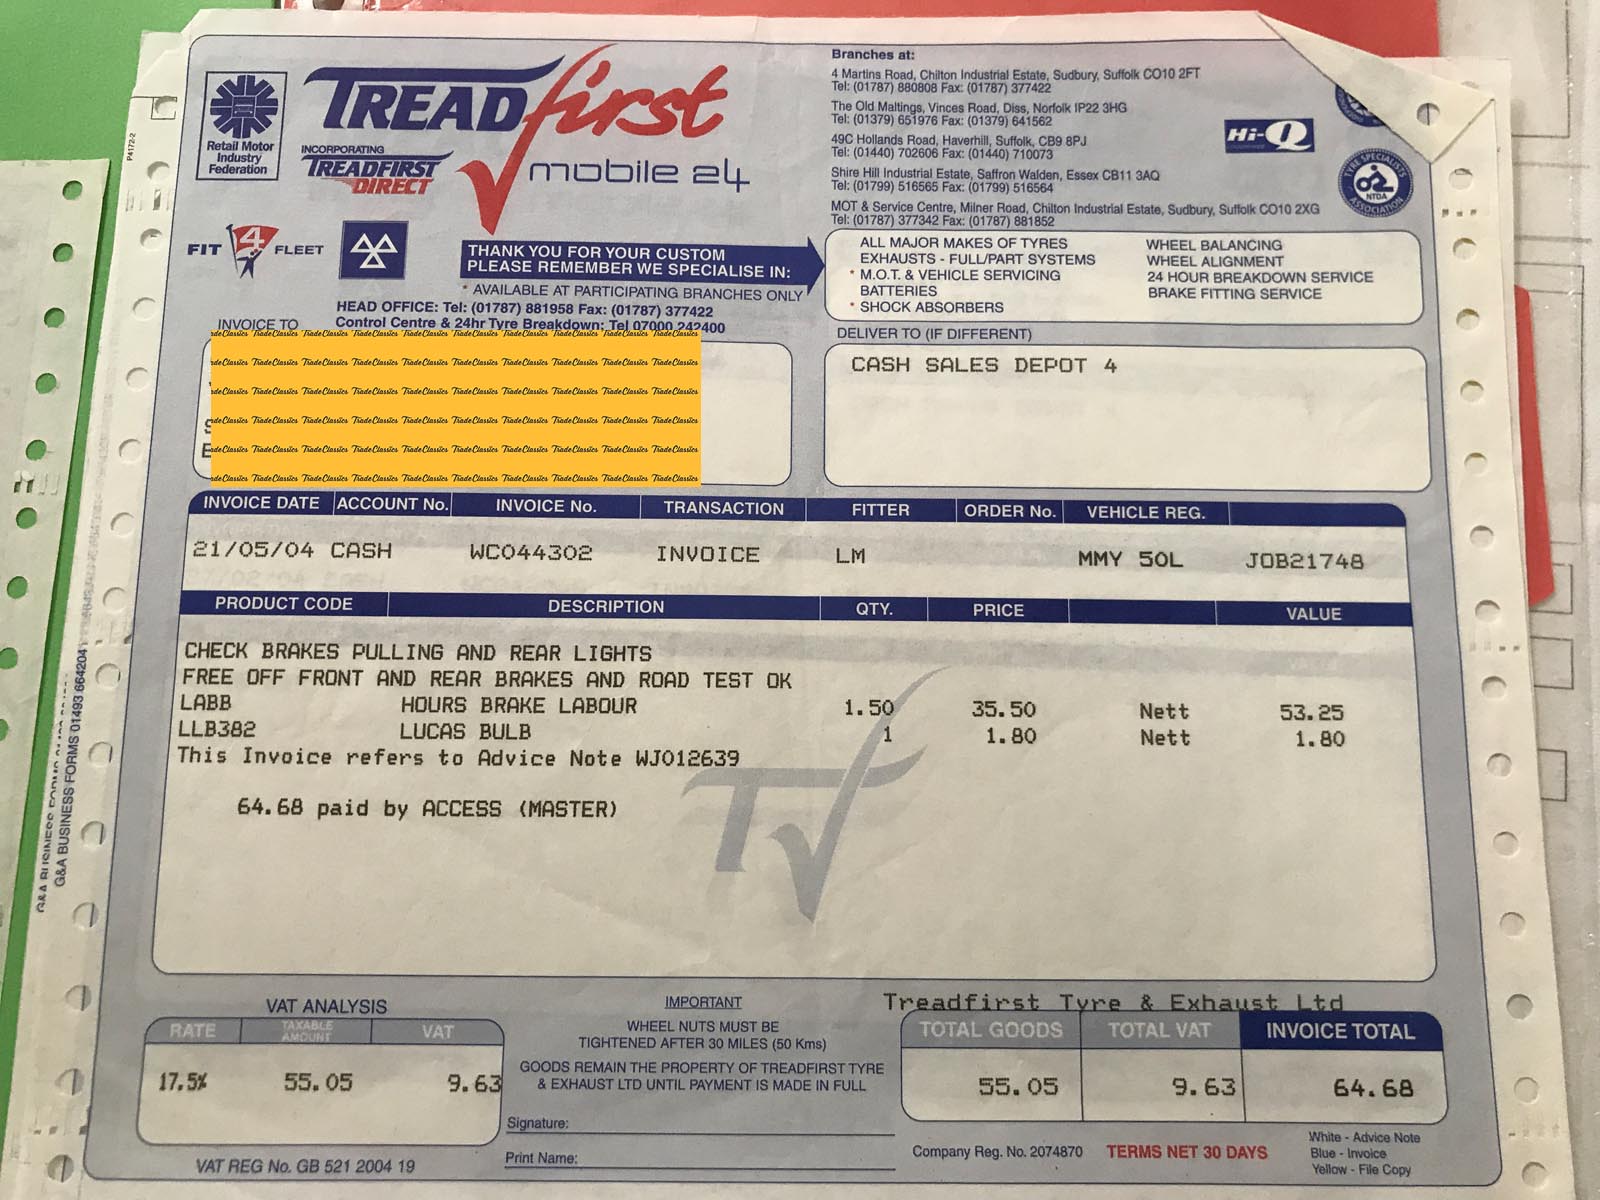 P4172-2
Retail Motor
Industry
Federation
TREADfirst
INCORPORATING
TREADFIRST
DIRECT
mobile 24
FIT 4 FLEET
Branches at:
4 Martins Road, Chilton Industrial Estate, Sudbury, Suffolk CO10 2FT
Tel: (01787) 880808 Fax: (01787) 377422
The Old Maltings, Vinces Road, Diss, Norfolk IP22 3HG
Tel: (01379) 651976 Fax: (01379) 641562
49C Hollands Road, Haverhill, Suffolk, CB9 8PJ
Tel: (01440) 702606 Fax: (01440) 710073
Shire Hill Industrial Estate, Saffron Walden, Essex CB11 3AQ
Tel: (01799) 516565 Fax: (01799) 516564
MOT & Service Centre, Milner Road, Chilton Industrial Estate, Sudbury, Suffolk CO10 2XG
Tel: (01787) 377342 Fax: (01787) 881852
Hi-Q
TYRE SPECIALISTS
NTDA
ASSOCIATION
THANK YOU FOR YOUR CUSTOM
PLEASE REMEMBER WE SPECIALISE IN:
* AVAILABLE AT PARTICIPATING BRANCHES ONLY
ALL MAJOR MAKES OF TYRES
EXHAUSTS - FULL/PART SYSTEMS
* M.O.T. & VEHICLE SERVICING
BATTERIES
* SHOCK ABSORBERS
WHEEL BALANCING
WHEEL ALIGNMENT
24 HOUR BREAKDOWN SERVICE
BRAKE FITTING SERVICE
HEAD OFFICE: Tel: (01787) 881958 Fax: (01787) 377422
Control Centre & 24hr Tyre Breakdown: Tel 07000 242400
INVOICE TO
TradeClassics
DELIVER TO (IF DIFFERENT)
CASH SALES DEPOT 4
INVOICE DATE ACCOUNT No. INVOICE No. TRANSACTION FITTER ORDER No. VEHICLE REG.
21/05/04 CASH WC044302 INVOICE LM MMY 50L JOB21748
PRODUCT CODE DESCRIPTION QTY. PRICE VALUE
CHECK BRAKES PULLING AND REAR LIGHTS
FREE OFF FRONT AND REAR BRAKES AND ROAD TEST OK
LABB HOURS BRAKE LABOUR 1.50 35.50 Nett 53.25
LLB382 LUCAS BULB 1 1.80 Nett 1.80
This Invoice refers to Advice Note WJ012639
64.68 paid by ACCESS (MASTER)
G&A BUSINESS FORMS 01493 664204
VAT ANALYSIS
RATE TAXABLE AMOUNT VAT
17.5% 55.05 9.63
VAT REG No. GB 521 2004 19
IMPORTANT
WHEEL NUTS MUST BE
TIGHTENED AFTER 30 MILES (50 Kms)
GOODS REMAIN THE PROPERTY OF TREADFIRST TYRE
& EXHAUST LTD UNTIL PAYMENT IS MADE IN FULL
Signature:
Print Name:
Treadfirst Tyre & Exhaust Ltd
TOTAL GOODS TOTAL VAT INVOICE TOTAL
55.05 9.63 64.68
Company Reg. No. 2074870
TERMS NET 30 DAYS
White - Advice Note
Blue - Invoice
Yellow - File Copy